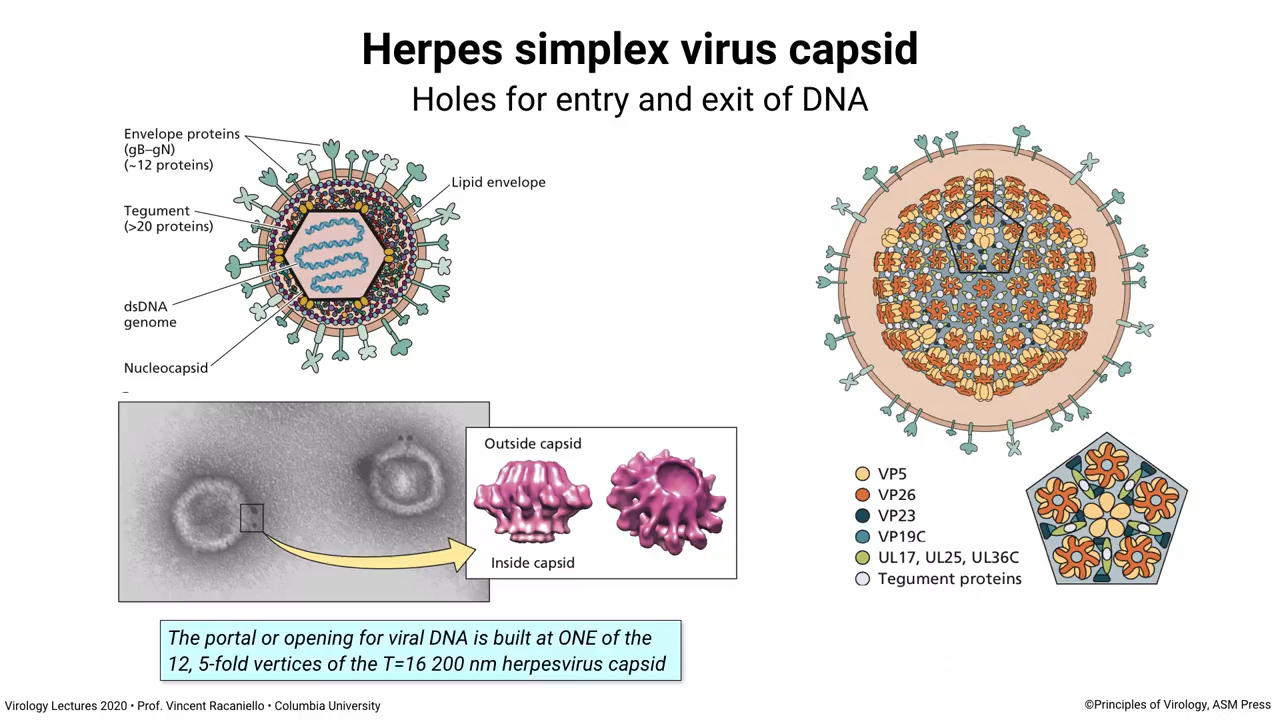 Herpes simplex virus capsid
Holes for entry and exit of DNA
Envelope proteins
(gB–gN)
(~12 proteins)
Lipid envelope
Tegument
(>20 proteins)
dsDNA
genome
Nucleocapsid
Outside capsid
Inside capsid
VP5
VP26
VP23
VP19C
UL17, UL25, UL36C
Tegument proteins
The portal or opening for viral DNA is built at ONE of the
12, 5-fold vertices of the T=16 200 nm herpesvirus capsid
Virology Lectures 2020 • Prof. Vincent Racaniello • Columbia University
©Principles of Virology, ASM Press